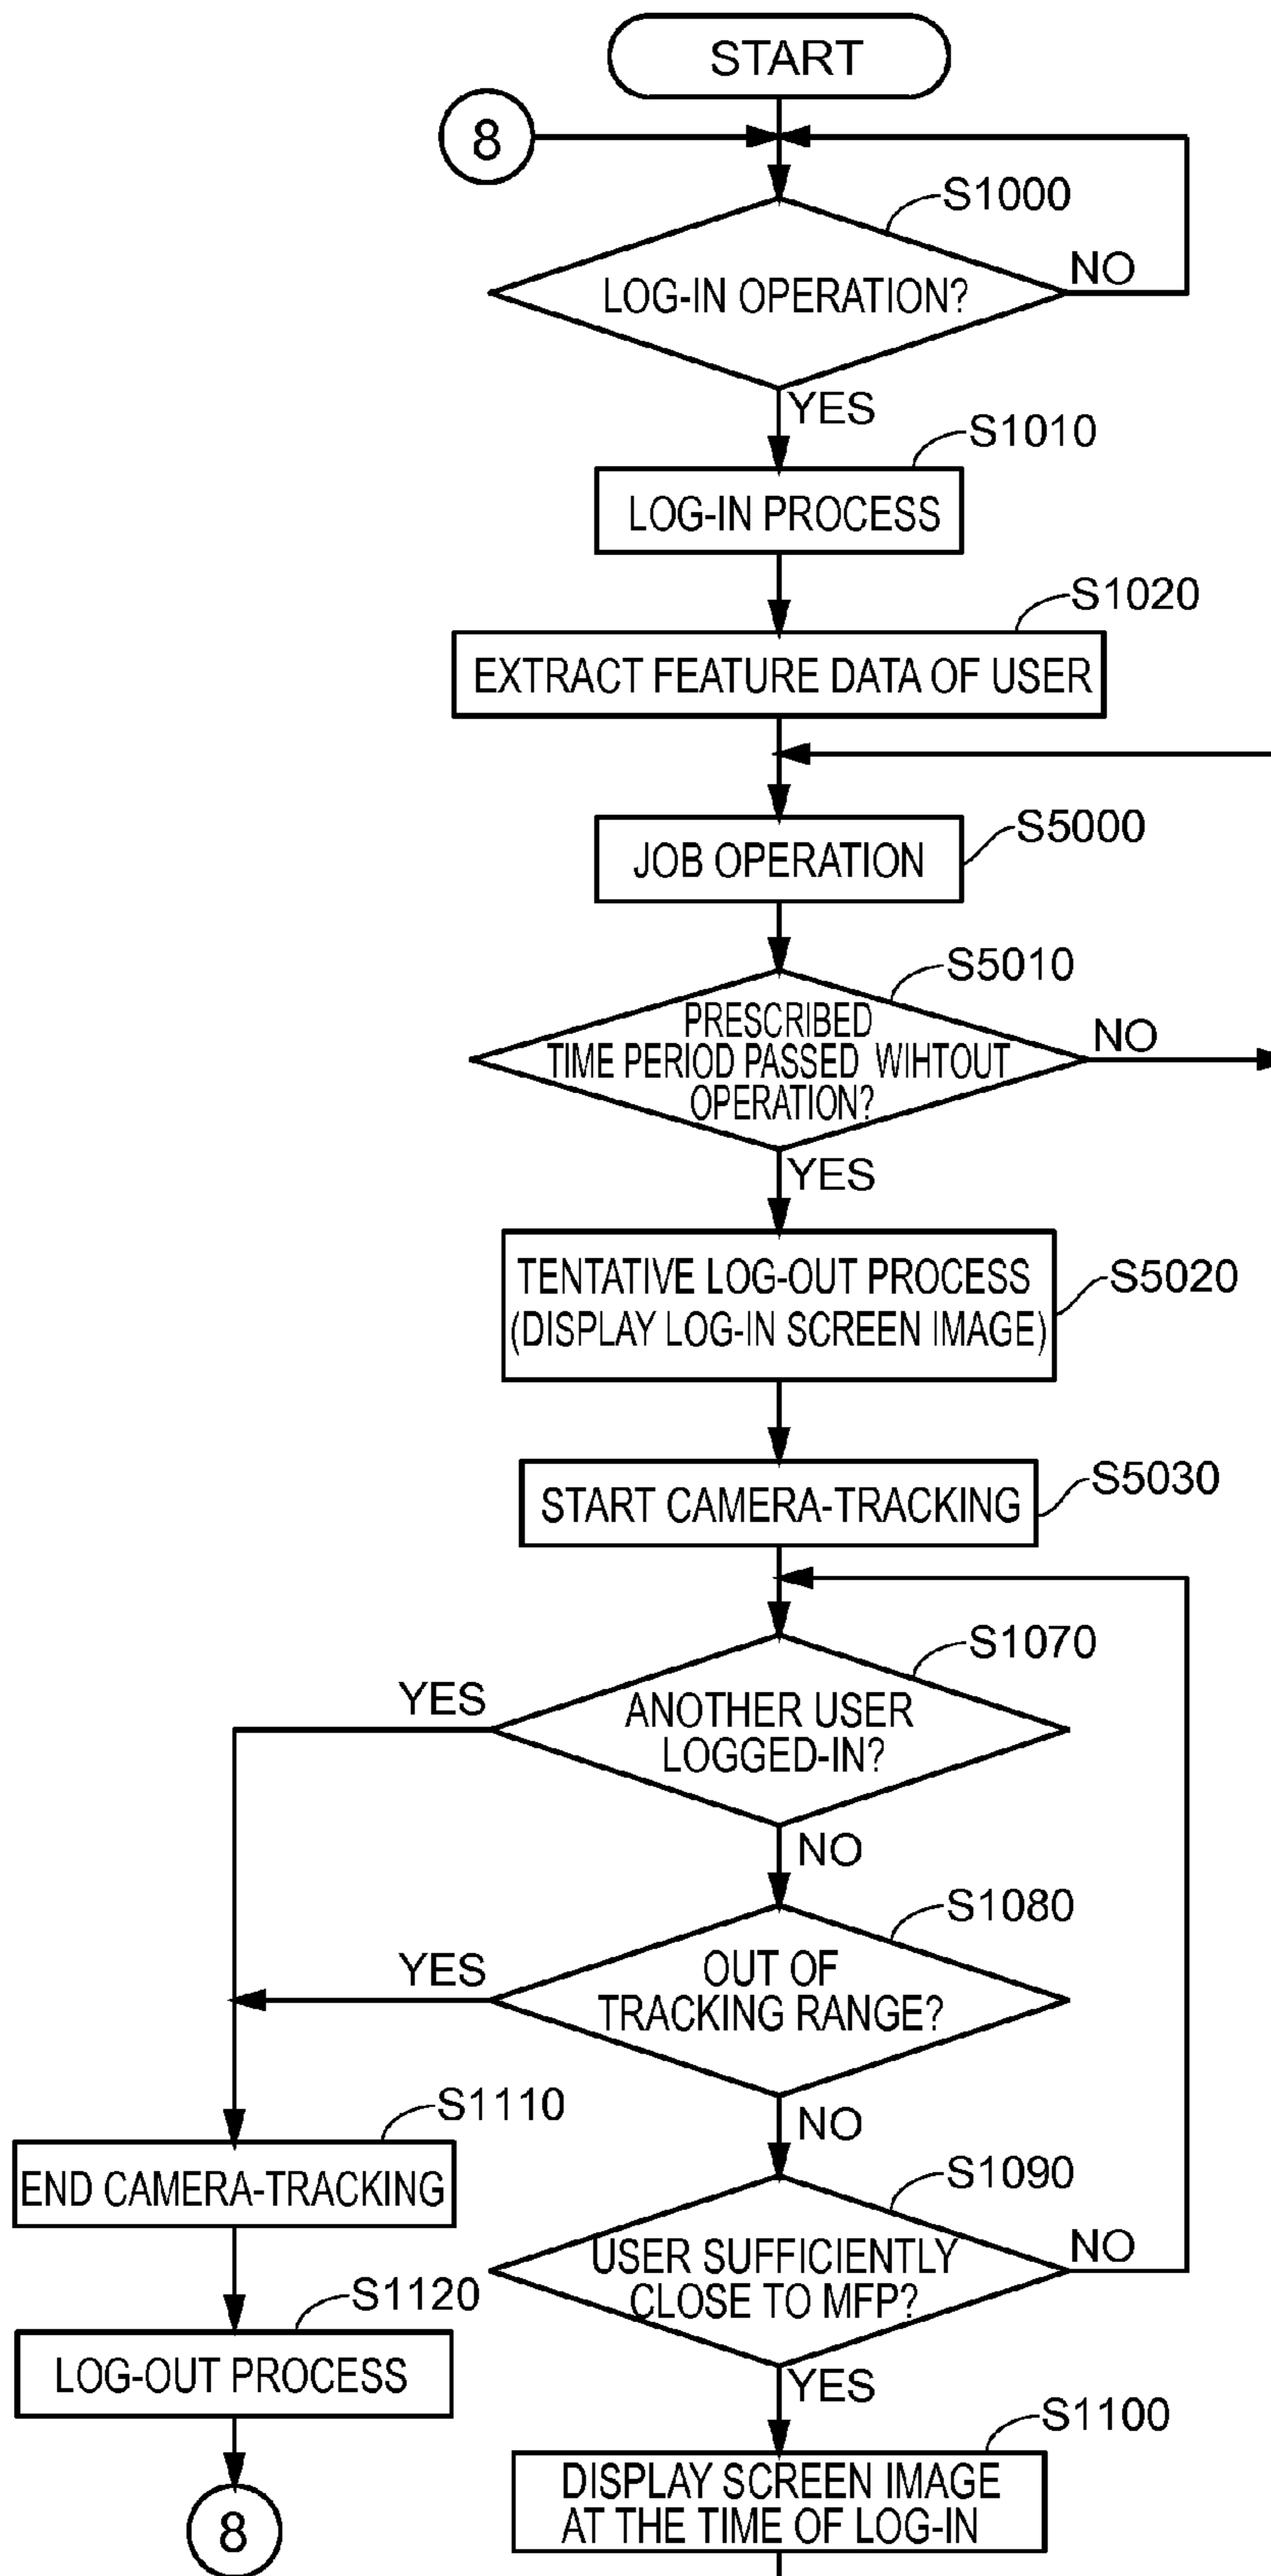 START
8
S1000
LOG-IN OPERATION?
NO
YES
S1010
LOG-IN PROCESS
S1020
EXTRACT FEATURE DATA OF USER
S5000
JOB OPERATION
S5010
PRESCRIBED
TIME PERIOD PASSED WIHTOUT
OPERATION?
NO
YES
TENTATIVE LOG-OUT PROCESS
(DISPLAY LOG-IN SCREEN IMAGE)
S5020
START CAMERA-TRACKING
S5030
S1070
YES
ANOTHER USER
LOGGED-IN?
NO
S1080
YES
OUT OF
TRACKING RANGE?
NO
S1110
END CAMERA-TRACKING
S1090
USER SUFFICIENTLY
CLOSE TO MFP?
NO
S1120
LOG-OUT PROCESS
YES
S1100
DISPLAY SCREEN IMAGE
AT THE TIME OF LOG-IN
8